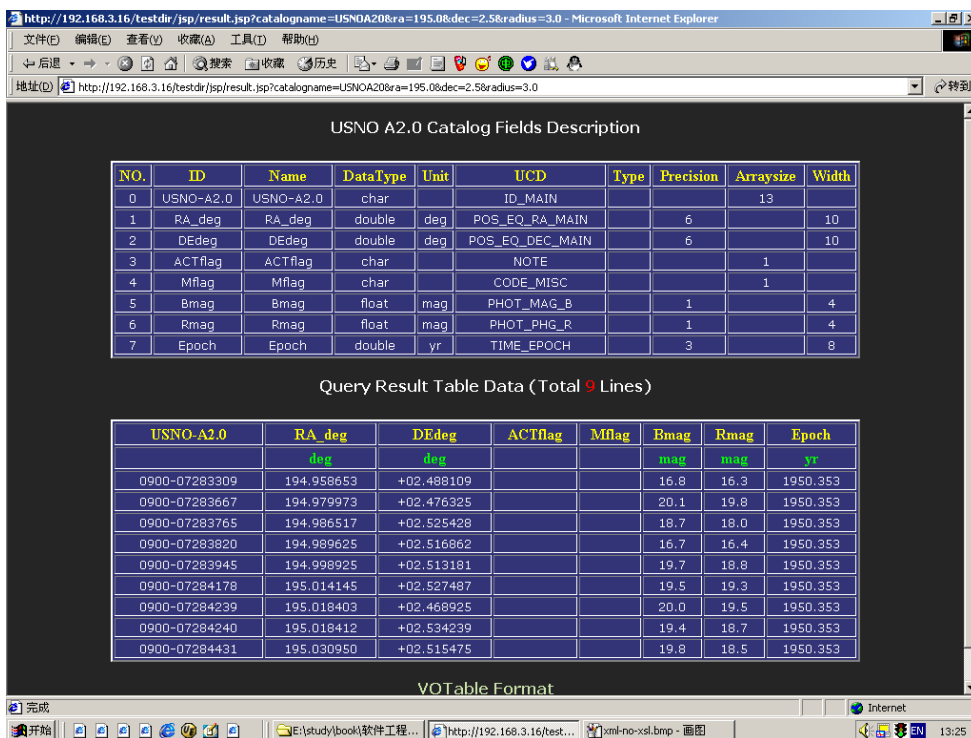 http://192.168.3.16/testdir/jsp/result.jsp?catalogname=USNOA20&ra=195.0&dec=2.5&radius=3.0 - Microsoft Internet Explorer
文件(F) 编辑(E) 查看(V) 收藏(A) 工具(T) 帮助(H)
后退 搜索 收藏 历史
地址(D) http://192.168.3.16/testdir/jsp/result.jsp?catalogname=USNOA20&ra=195.0&dec=2.5&radius=3.0 转到
USNO A2.0 Catalog Fields Description
NO. ID Name DataType Unit UCD Type Precision Arraysize Width
0 USNO-A2.0 USNO-A2.0 char ID_MAIN 13
1 RA_deg RA_deg double deg POS_EQ_RA_MAIN 6 10
2 DEdeg DEdeg double deg POS_EQ_DEC_MAIN 6 10
3 ACTflag ACTflag char NOTE 1
4 Mflag Mflag char CODE_MISC 1
5 Bmag Bmag float mag PHOT_MAG_B 1 4
6 Rmag Rmag float mag PHOT_PHG_R 1 4
7 Epoch Epoch double yr TIME_EPOCH 3 8
Query Result Table Data (Total 9 Lines)
USNO-A2.0 RA_deg DEdeg ACTflag Mflag Bmag Rmag Epoch
deg deg mag mag yr
0900-07283309 194.958653 +02.488109 16.8 16.3 1950.353
0900-07283667 194.979973 +02.476325 20.1 19.8 1950.353
0900-07283765 194.986517 +02.525428 18.7 18.0 1950.353
0900-07283820 194.989625 +02.516862 16.7 16.4 1950.353
0900-07283945 194.998925 +02.513181 19.7 18.8 1950.353
0900-07284178 195.014145 +02.527487 19.5 19.3 1950.353
0900-07284239 195.018403 +02.468925 20.0 19.5 1950.353
0900-07284240 195.018412 +02.534239 19.4 18.7 1950.353
0900-07284431 195.030950 +02.515475 19.8 18.5 1950.353
VOTable Format
完成 Internet
开始 E:\study\book\软件工程... http://192.168.3.16/test... xml-no-xsl.bmp - 画图 EN 13:25